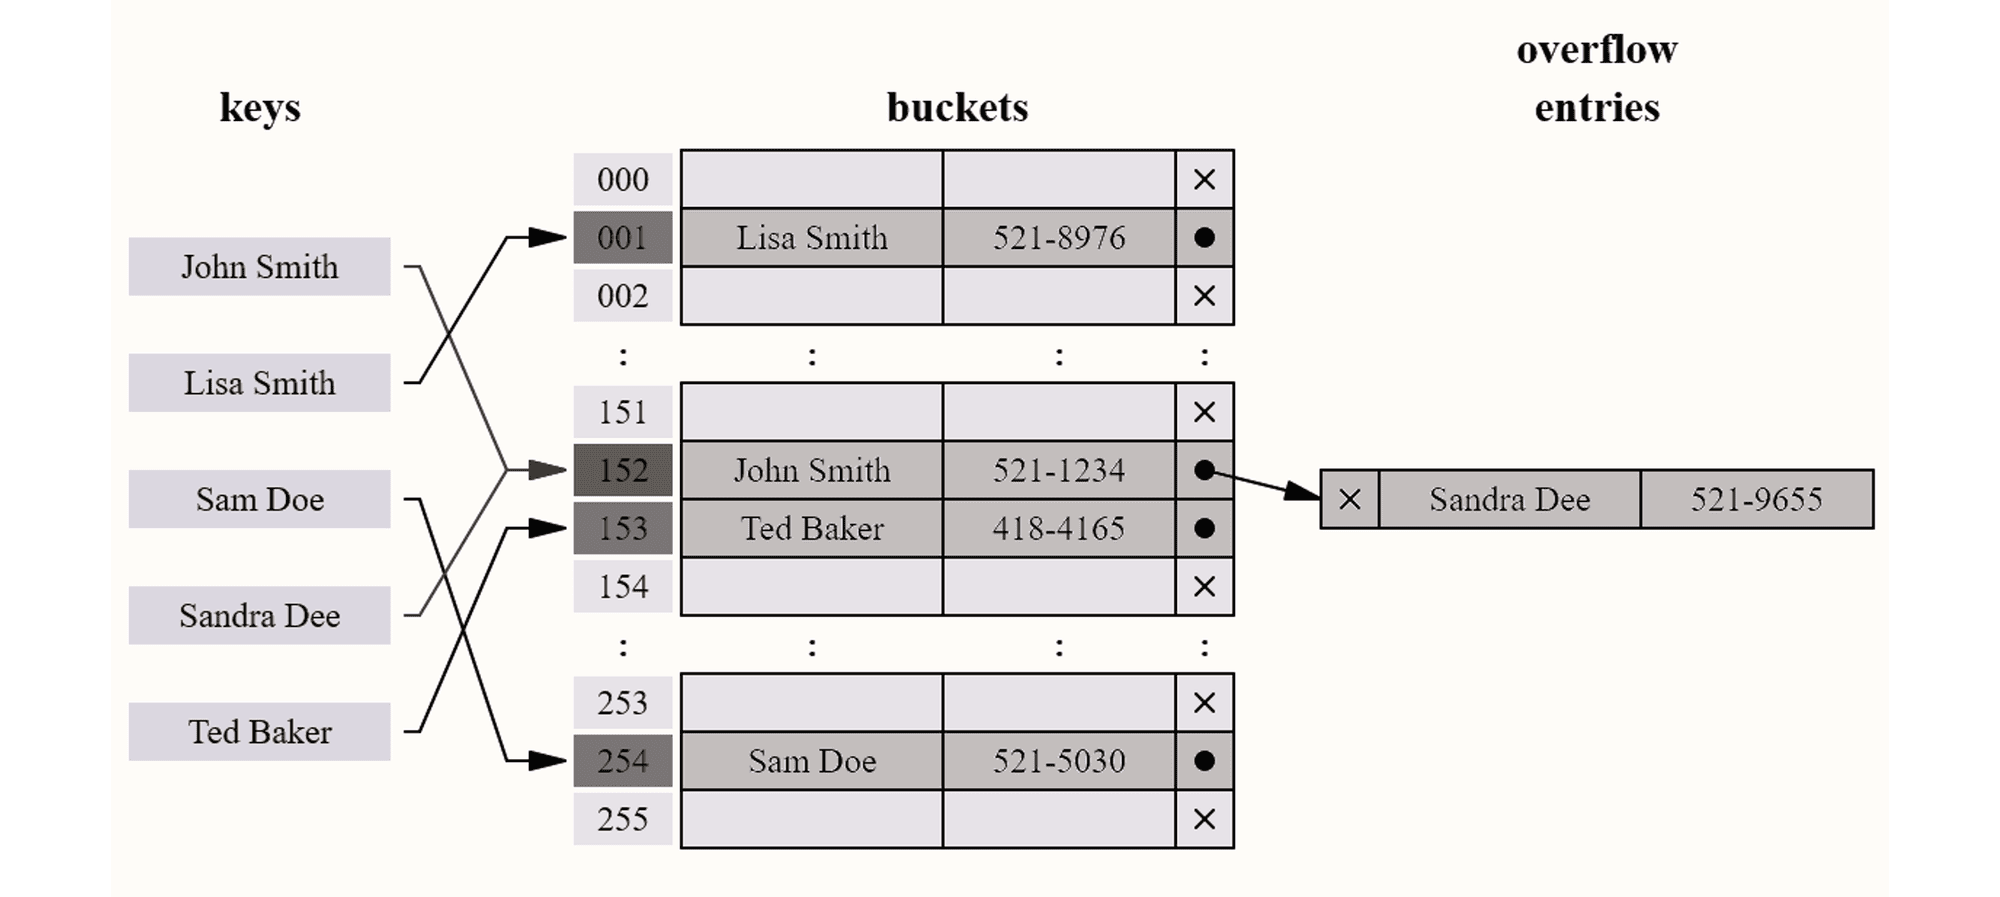 keys
buckets
overflow
entries
John Smith
Lisa Smith
Sam Doe
Sandra Dee
Ted Baker
000 ×
001 Lisa Smith 521-8976 ●
002 ×
: : : :
151 ×
152 John Smith 521-1234 ●
153 Ted Baker 418-4165 ●
154 ×
: : : :
253 ×
254 Sam Doe 521-5030 ●
255 ×
× Sandra Dee 521-9655